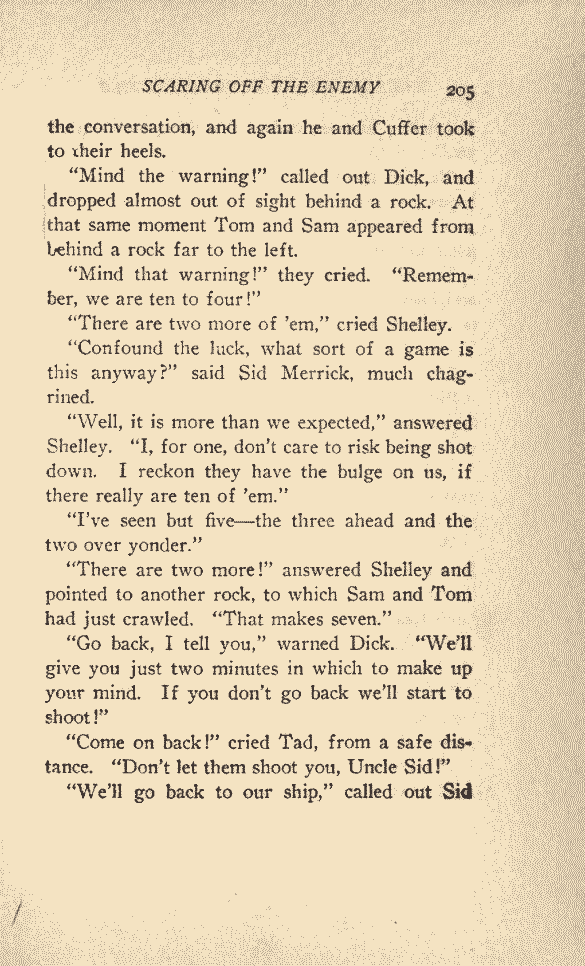 SCARING OFF THE ENEMY 205
the conversation, and again he and Cuffer took
to their heels.
“Mind the warning!” called out Dick, and
dropped almost out of sight behind a rock. At
that same moment Tom and Sam appeared from
behind a rock far to the left.
“Mind that warning!” they cried. “Remem-
ber, we are ten to four!”
“There are two more of ’em,” cried Shelley.
“Confound the luck, what sort of a game is
this anyway?” said Sid Merrick, much chag-
rined.
“Well, it is more than we expected,” answered
Shelley. “I, for one, don’t care to risk being shot
down. I reckon they have the bulge on us, if
there really are ten of ’em.”
“I’ve seen but five—the three ahead and the
two over yonder.”
“There are two more!” answered Shelley and
pointed to another rock, to which Sam and Tom
had just crawled. “That makes seven.”
“Go back, I tell you,” warned Dick. “We’ll
give you just two minutes in which to make up
your mind. If you don’t go back we’ll start to
shoot!”
“Come on back!” cried Tad, from a safe dis-
tance. “Don’t let them shoot you, Uncle Sid!”
“We’ll go back to our ship,” called out Sid